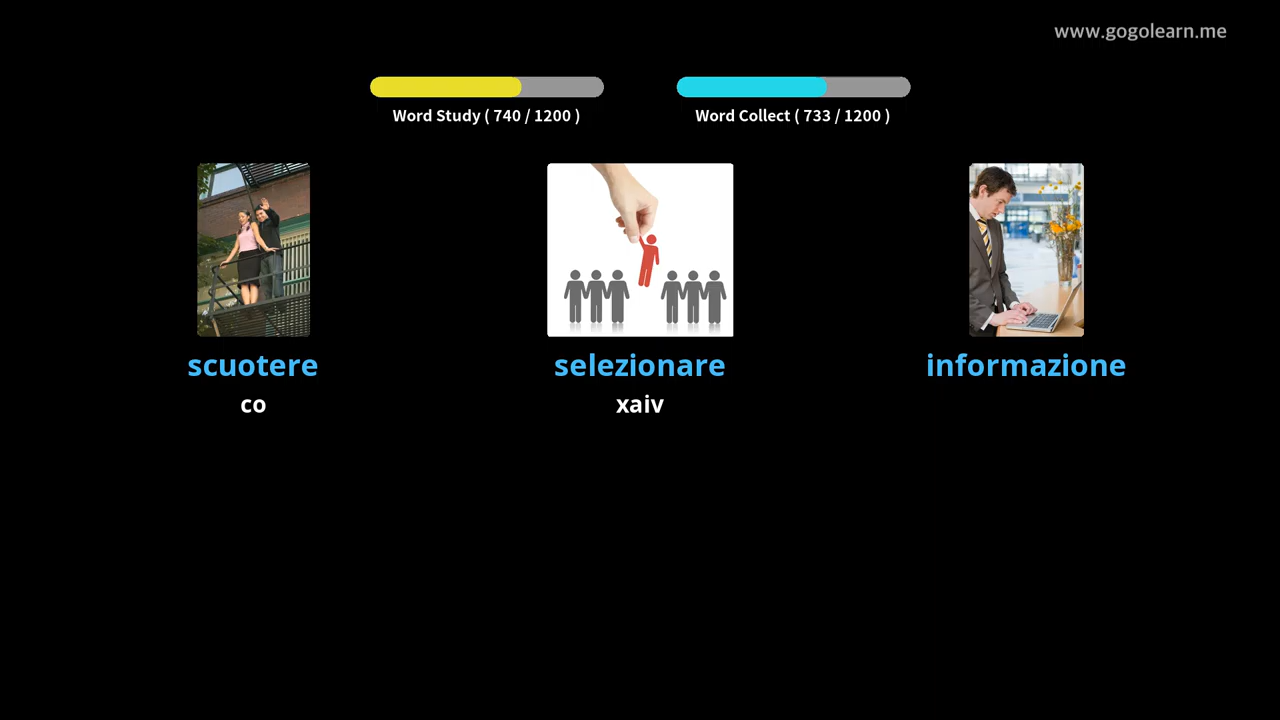 www.gogolearn.me
Word Study ( 740 / 1200 )
Word Collect ( 733 / 1200 )
scuotere
selezionare
informazione
co
xaiv